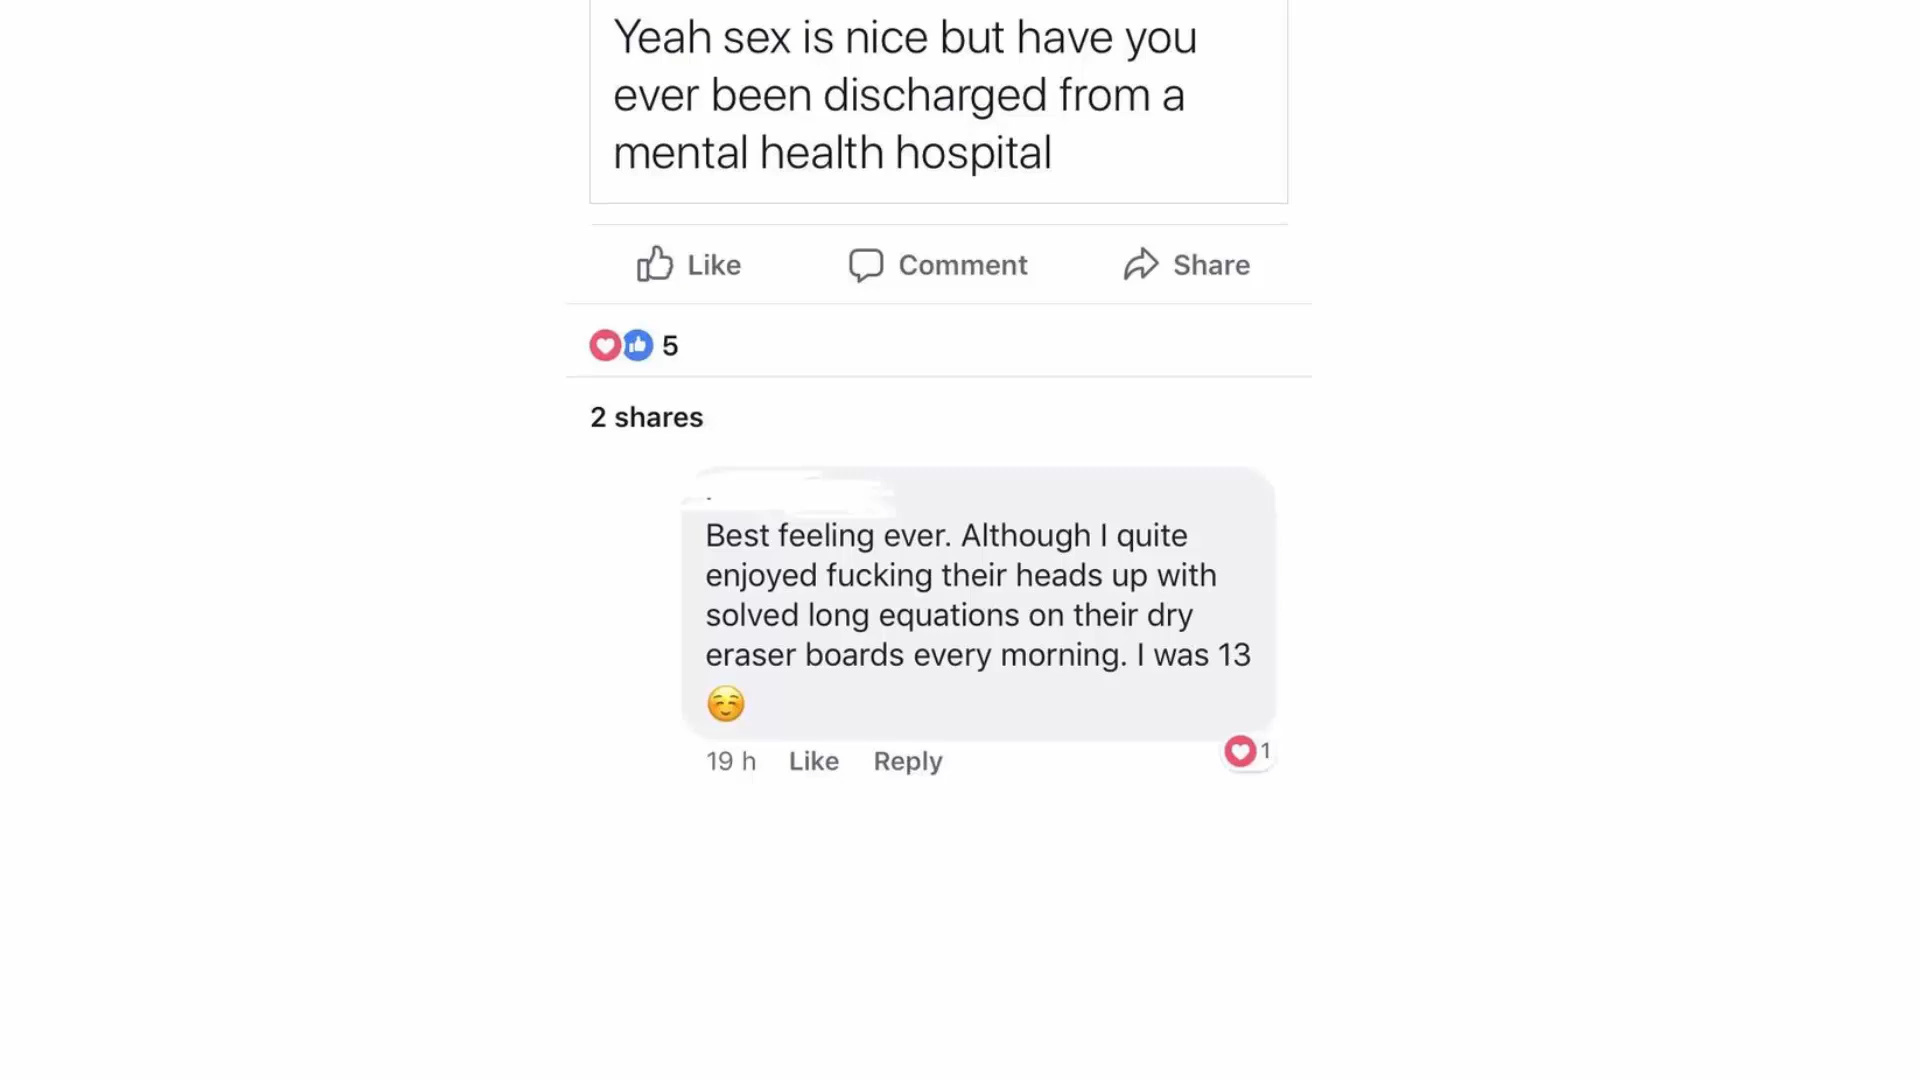 Yeah sex is nice but have you
ever been discharged from a
mental health hospital
Like Comment Share
5
2 shares
Best feeling ever. Although I quite
enjoyed fucking their heads up with
solved long equations on their dry
eraser boards every morning. I was 13
☺️
19 h Like Reply 1